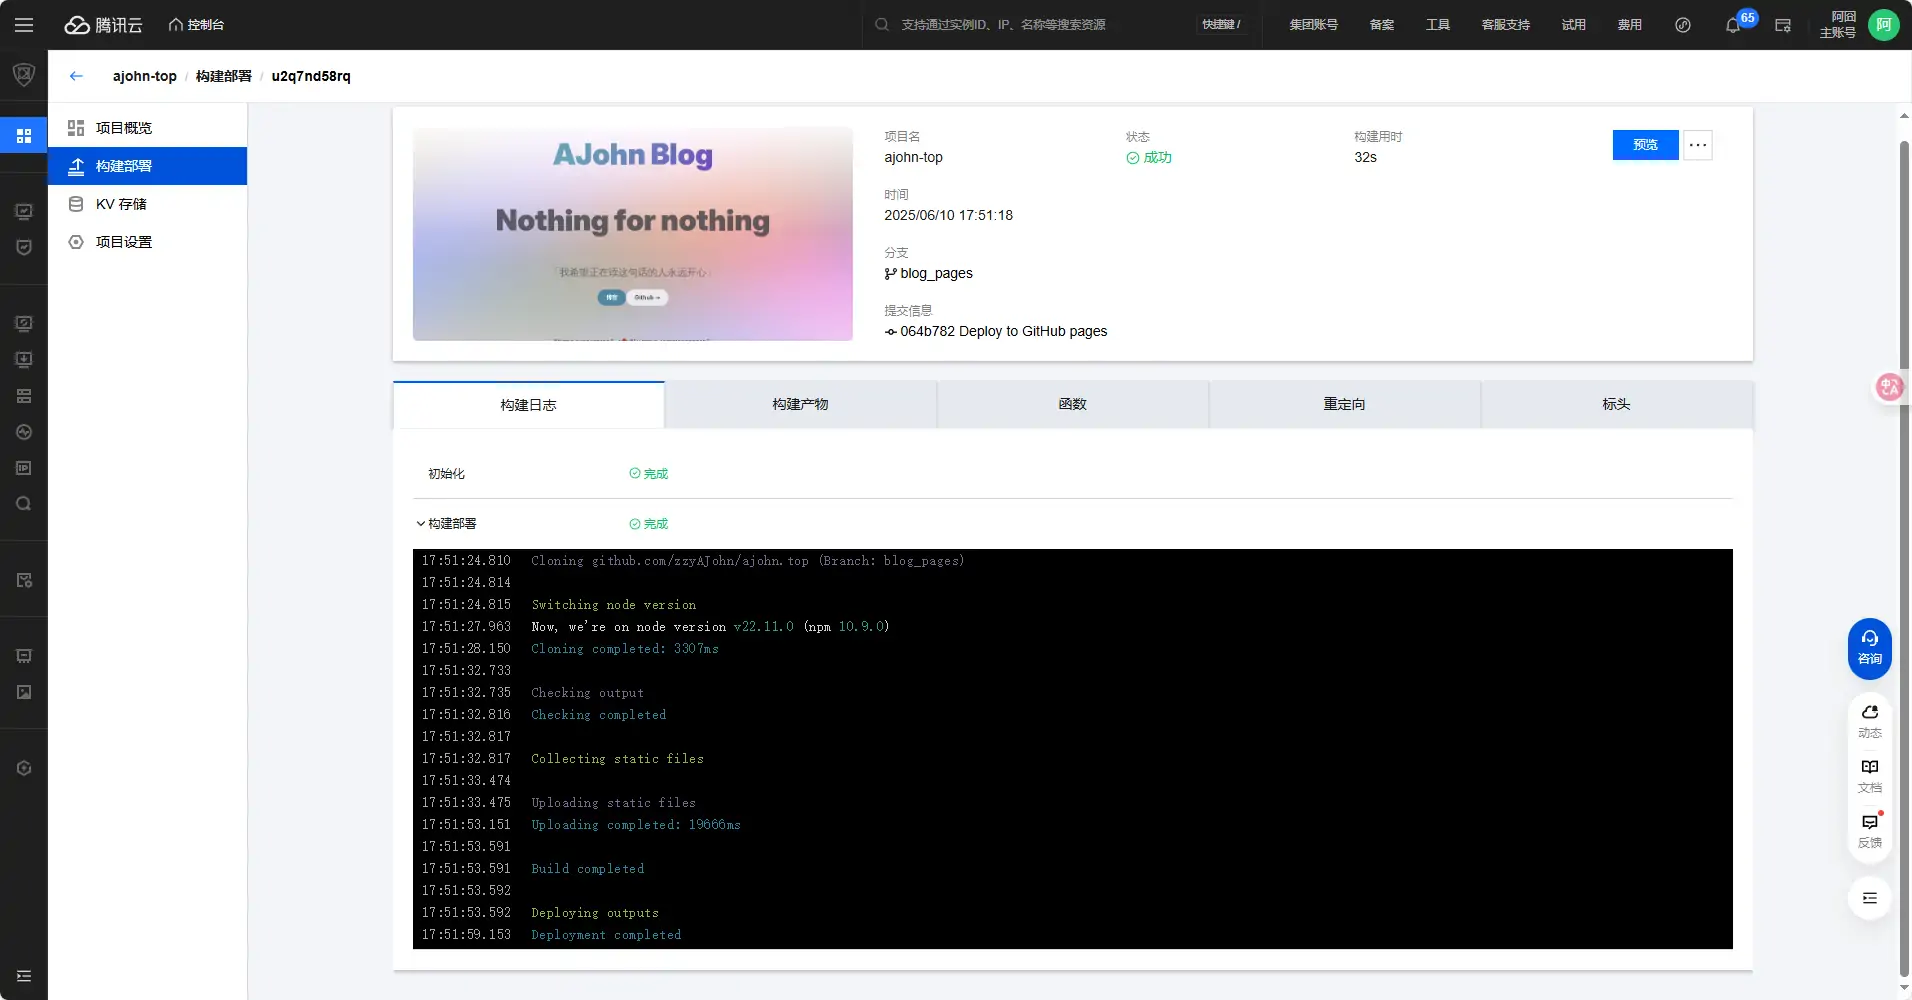 腾讯云
控制台
支持通过实例ID、IP、名称等搜索资源
快捷键 /
集团账号
备案
工具
客服支持
试用
费用
65
阿囧
主账号
阿
ajohn-top / 构建部署 / u2q7nd58rq
项目概览
构建部署
KV 存储
项目设置
AJohn Blog
Nothing for nothing
「我希望正在读这句话的人永远开心」
博客
Github→
项目名
ajohn-top
状态
成功
构建用时
32s
预览
时间
2025/06/10 17:51:18
分支
blog_pages
提交信息
064b782 Deploy to GitHub pages
构建日志
构建产物
函数
重定向
标头
初始化
完成
构建部署
完成
17:51:24.810 Cloning github.com/zzyAJohn/ajohn.top (Branch: blog_pages)
17:51:24.814
17:51:24.815 Switching node version
17:51:27.963 Now, we're on node version v22.11.0 (npm 10.9.0)
17:51:28.150 Cloning completed: 3307ms
17:51:32.733
17:51:32.735 Checking output
17:51:32.816 Checking completed
17:51:32.817
17:51:32.817 Collecting static files
17:51:33.474
17:51:33.475 Uploading static files
17:51:53.151 Uploading completed: 19666ms
17:51:53.591
17:51:53.591 Build completed
17:51:53.592
17:51:53.592 Deploying outputs
17:51:59.153 Deployment completed
IP
咨询
动态
文档
反馈